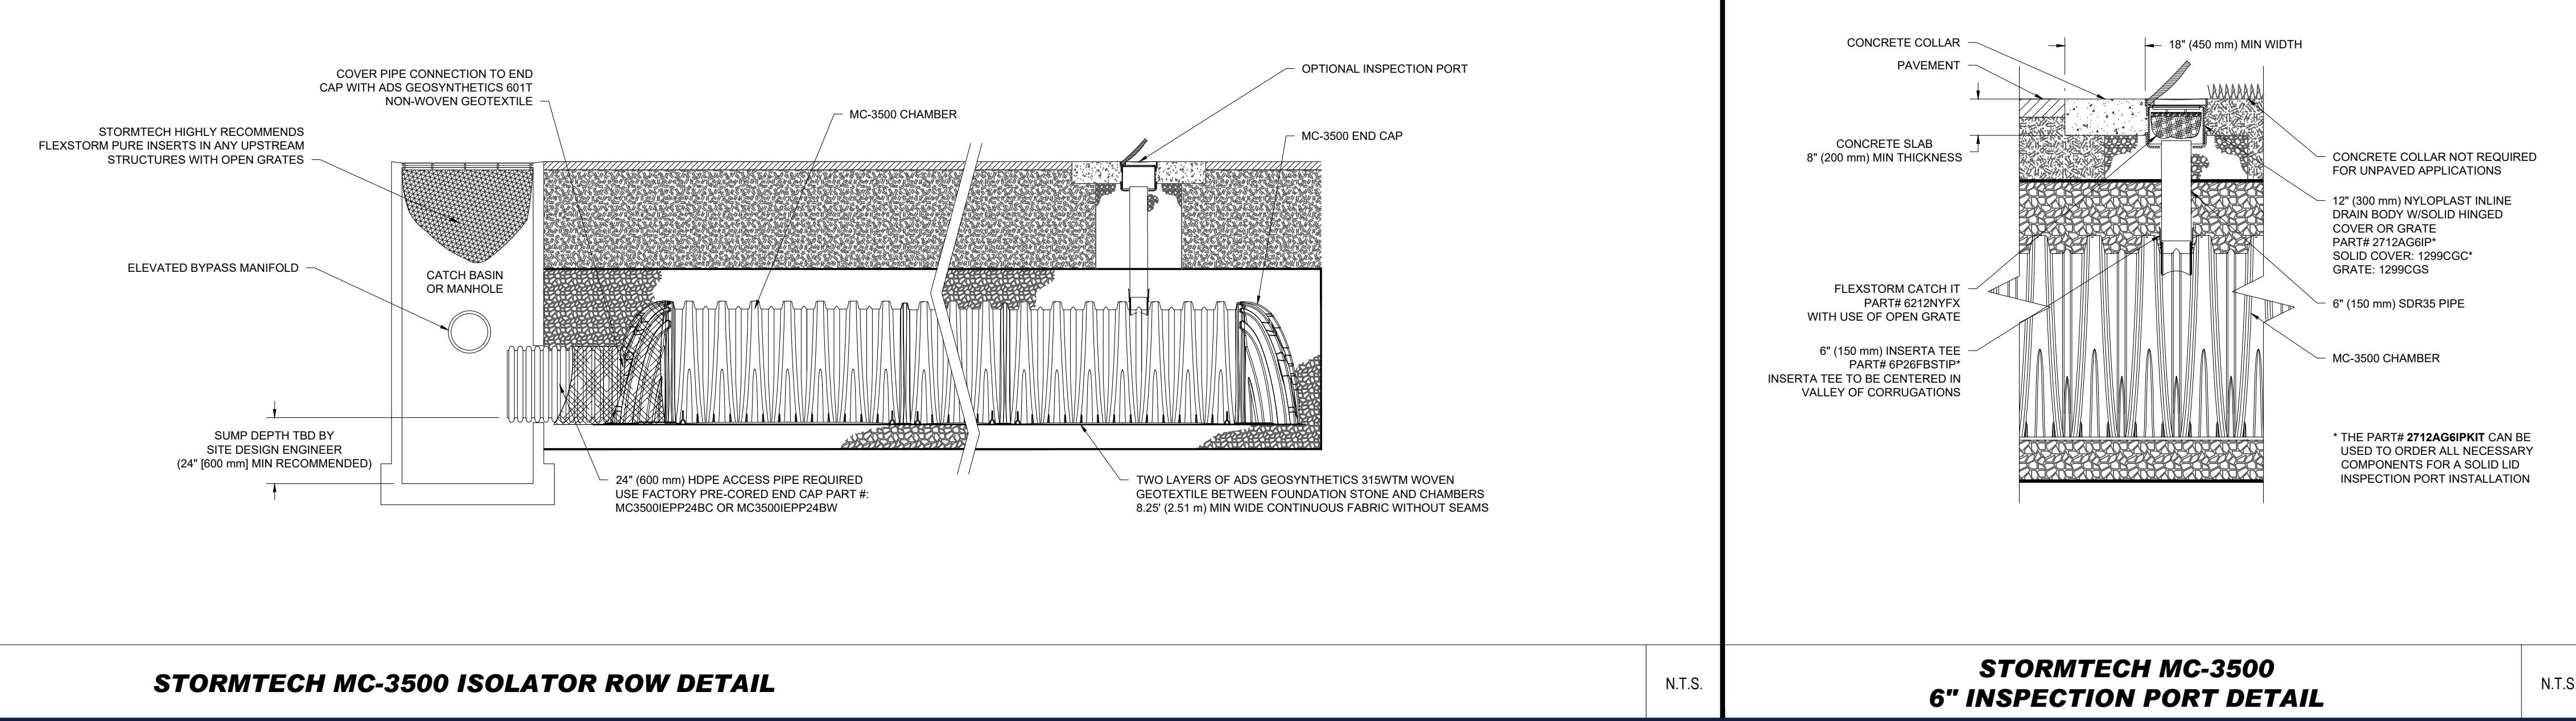 COVER PIPE CONNECTION TO END
CAP WITH ADS GEOSYNTHETICS 601T
NON-WOVEN GEOTEXTILE
STORMTECH HIGHLY RECOMMENDS
FLEXSTORM PURE INSERTS IN ANY UPSTREAM
STRUCTURES WITH OPEN GRATES
ELEVATED BYPASS MANIFOLD
CATCH BASIN
OR MANHOLE
SUMP DEPTH TBD BY
SITE DESIGN ENGINEER
(24" [600 mm] MIN RECOMMENDED)
MC-3500 CHAMBER
OPTIONAL INSPECTION PORT
MC-3500 END CAP
24" (600 mm) HDPE ACCESS PIPE REQUIRED
USE FACTORY PRE-CORED END CAP PART #:
MC3500IEPP24BC OR MC3500IEPP24BW
TWO LAYERS OF ADS GEOSYNTHETICS 315WTM WOVEN
GEOTEXTILE BETWEEN FOUNDATION STONE AND CHAMBERS
8.25' (2.51 m) MIN WIDE CONTINUOUS FABRIC WITHOUT SEAMS
STORMTECH MC-3500 ISOLATOR ROW DETAIL
N.T.S.
CONCRETE COLLAR
PAVEMENT
18" (450 mm) MIN WIDTH
CONCRETE SLAB
8" (200 mm) MIN THICKNESS
FLEXSTORM CATCH IT
PART# 6212NYFX
WITH USE OF OPEN GRATE
6" (150 mm) INSERTA TEE
PART# 6P26FBSTIP*
INSERTA TEE TO BE CENTERED IN
VALLEY OF CORRUGATIONS
CONCRETE COLLAR NOT REQUIRED
FOR UNPAVED APPLICATIONS
12" (300 mm) NYLOPLAST INLINE
DRAIN BODY W/SOLID HINGED
COVER OR GRATE
PART# 2712AG6IP*
SOLID COVER: 1299CGC*
GRATE: 1299CGS
6" (150 mm) SDR35 PIPE
MC-3500 CHAMBER
* THE PART# 2712AG6IPKIT CAN BE
USED TO ORDER ALL NECESSARY
COMPONENTS FOR A SOLID LID
INSPECTION PORT INSTALLATION
STORMTECH MC-3500
6" INSPECTION PORT DETAIL
N.T.S